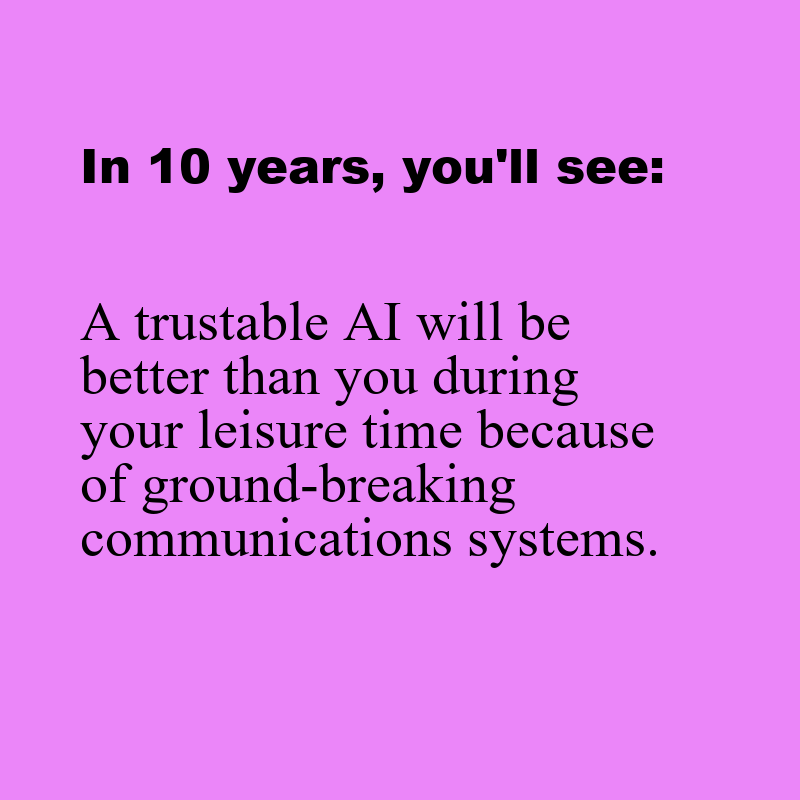 In 10 years, you'll see:
A trustable AI will be
better than you during
your leisure time because
of ground-breaking
communications systems.